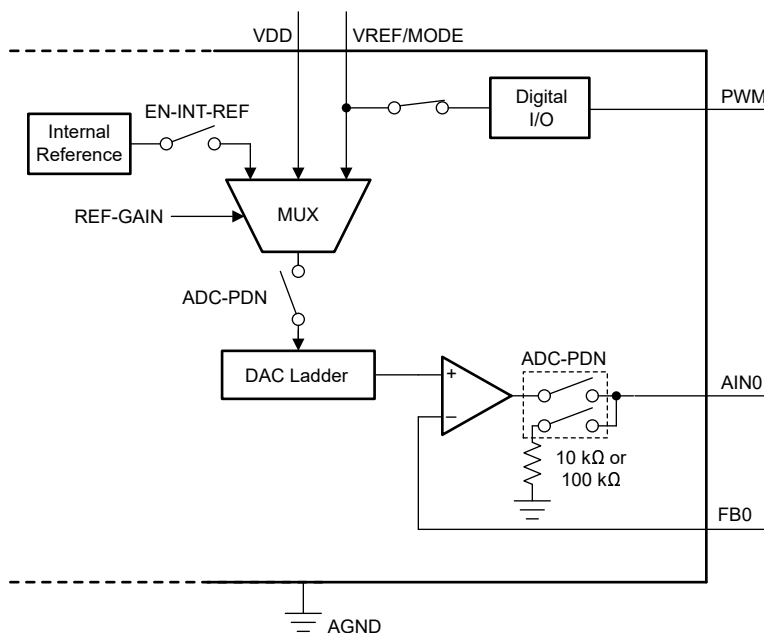 VDD
VREF/MODE
EN-INT-REF
Internal
Reference
Digital
I/O
PWM
REF-GAIN
MUX
ADC-PDN
DAC Ladder
+
−
ADC-PDN
AIN0
10 kΩ or
100 kΩ
FB0
AGND